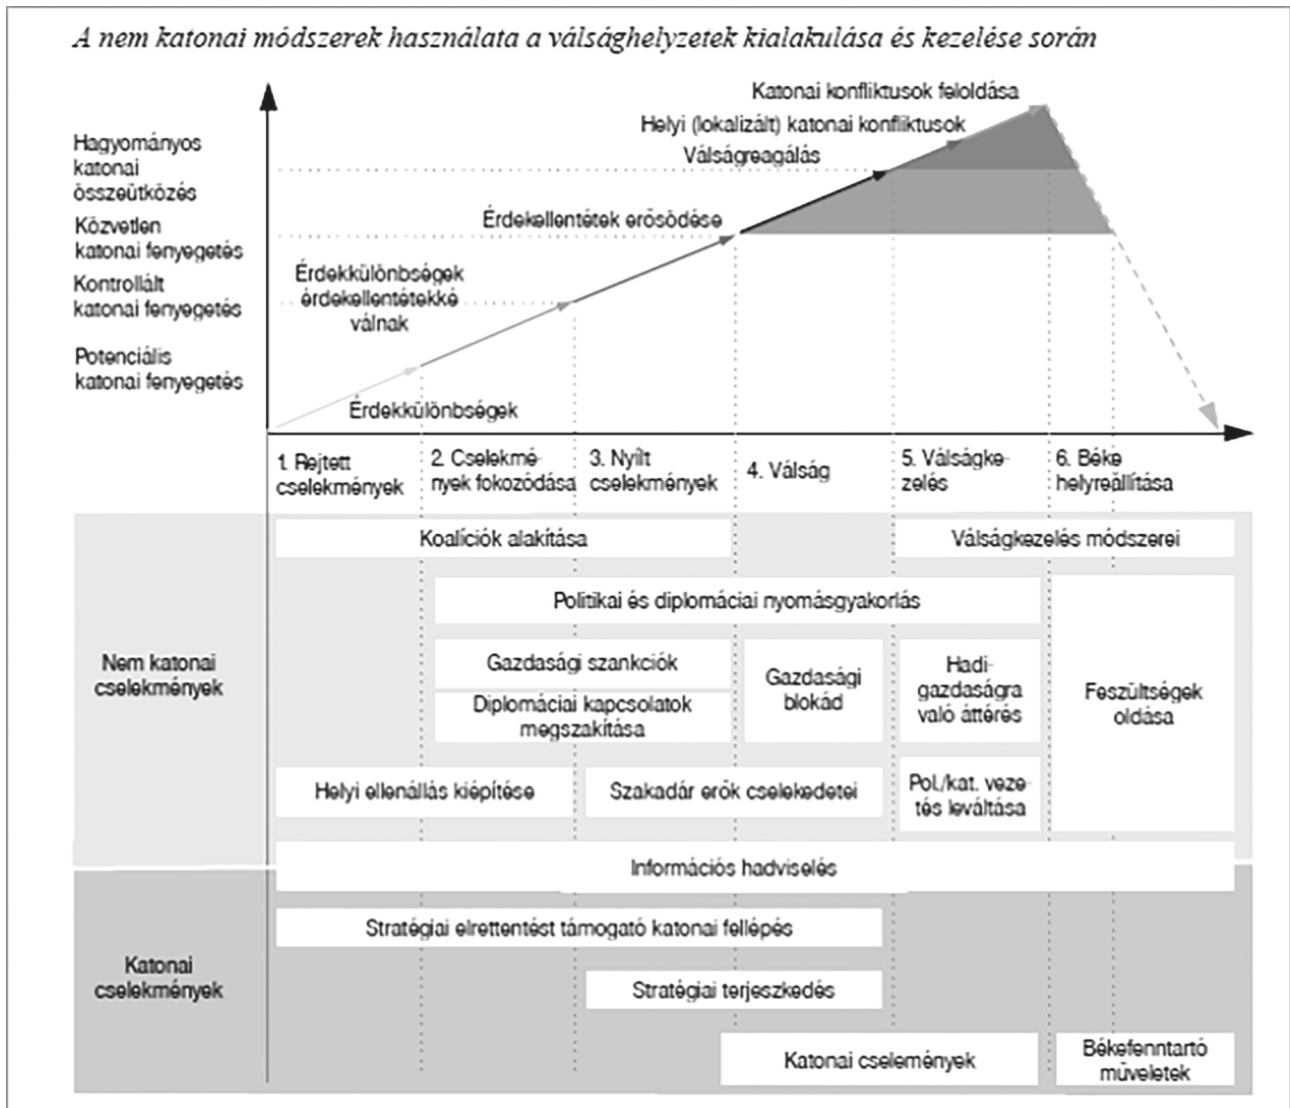 A nem katonai módszerek használata a válsághelyzetek kialakulása és kezelése során
Katonai konfliktusok feloldása
Helyi (lokalizált) katonai konfliktusok
Válságreagálás
Hagyományos
katonai
összeütközés
Érdekellentétek erősödése
Közvetlen
katonai fenyegetés
Érdekkülönbségek
érdekellentétekké
válnak
Kontrollált
katonai fenyegetés
Potenciális
katonai fenyegetés
Érdekkülönbségek
1. Rejtett
cselekmények
2. Cselekmé-
nyek fokozódása
3. Nyílt
cselekmények
4. Válság
5. Válságke-
zelés
6. Béke
helyreállítása
Koalíciók alakítása
Válságkezelés módszerei
Politikai és diplomáciai nyomásgyakorlás
Nem katonai
cselekmények
Gazdasági szankciók
Diplomáciai kapcsolatok
megszakítása
Gazdasági
blokád
Hadi-
gazdaságra
való áttérés
Feszültségek
oldása
Helyi ellenállás kiépítése
Szakadár erők cselekedetei
Pol./kat. veze-
tés leváltása
Információs hadviselés
Katonai
cselekmények
Stratégiai elrettentést támogató katonai fellépés
Stratégiai terjeszkedés
Katonai cselemények
Békefenntartó
műveletek